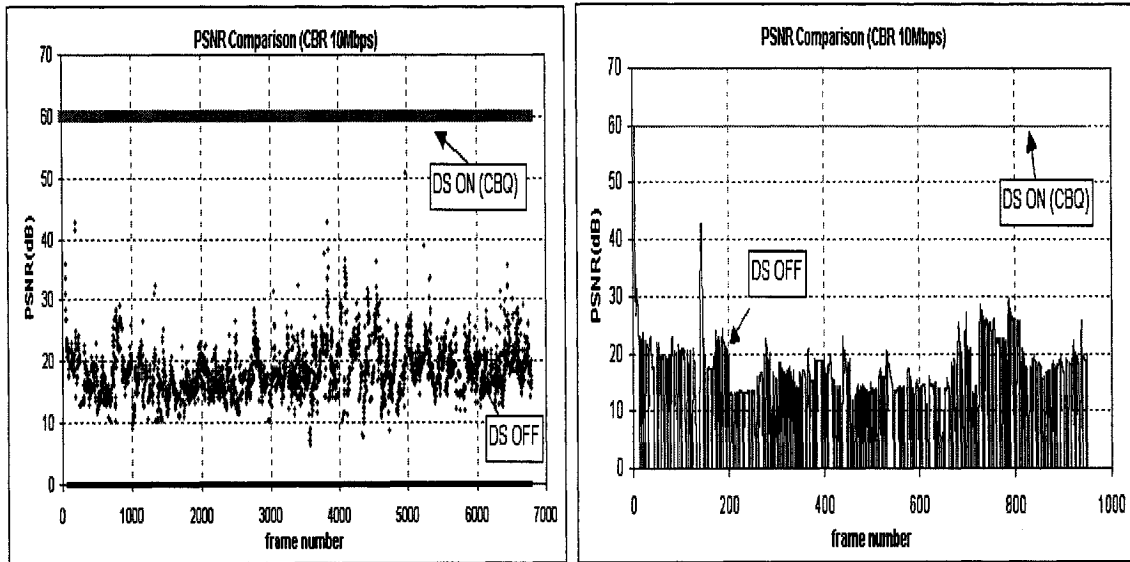 PSNR Comparison (CBR 10Mbps)
70
60
50
40
30
20
10
0
PSNR(dB)
DS ON (CBQ)
DS OFF
0 1000 2000 3000 4000 5000 6000 7000
frame number
PSNR Comparison (CBR 10Mbps)
70
60
50
40
30
20
10
0
PSNR(dB)
DS ON (CBQ)
DS OFF
0 200 400 600 800 1000
frame number